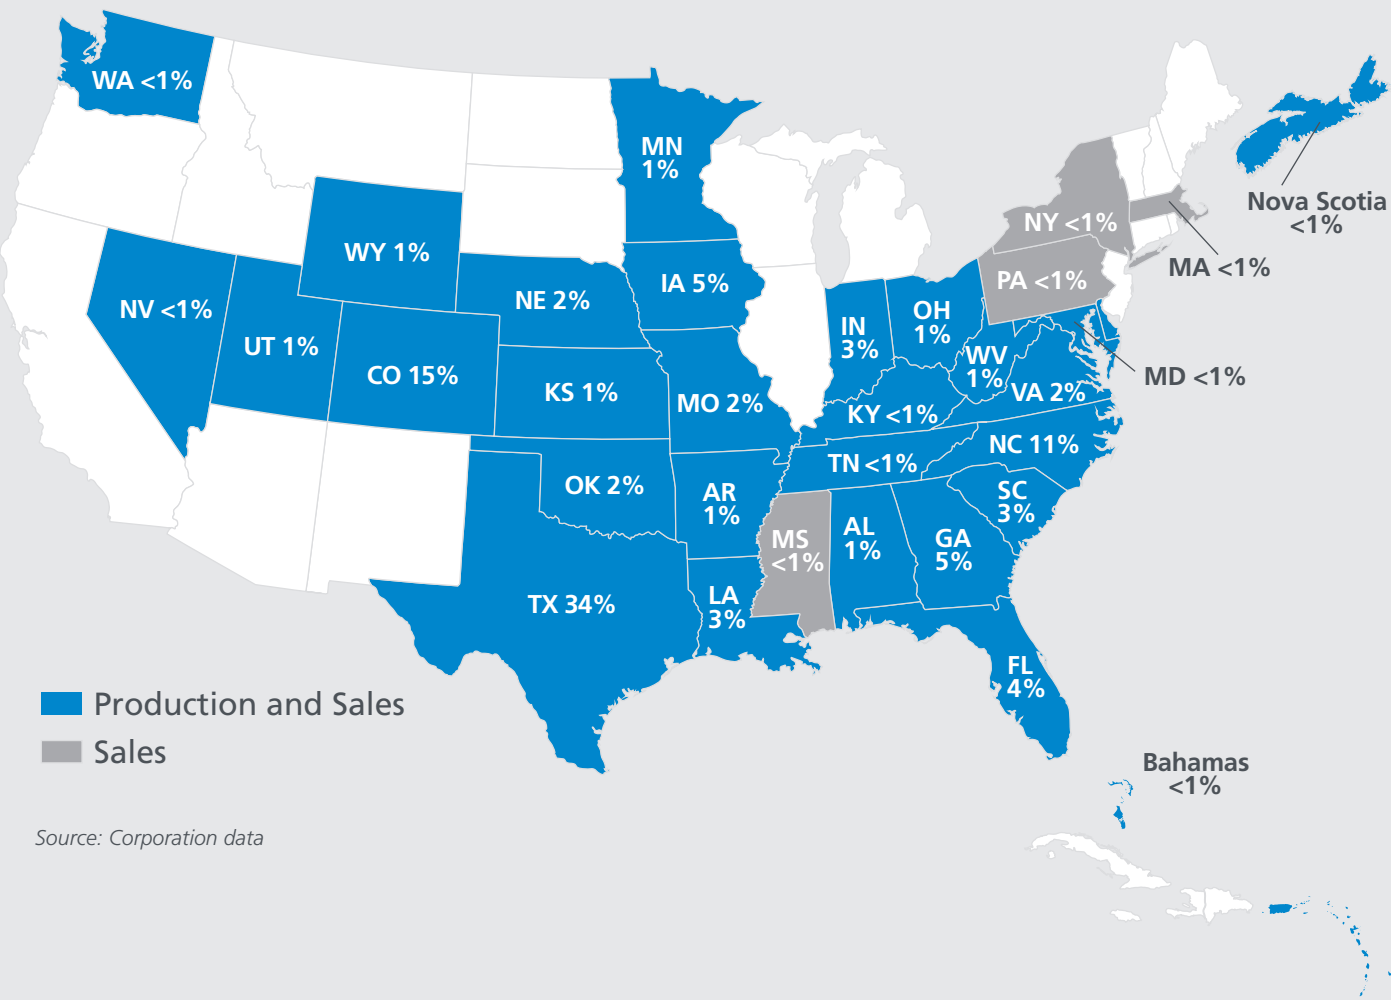 WA <1%
MN
1%
Nova Scotia
<1%
NY <1%
WY 1%
MA <1%
PA <1%
IA 5%
NE 2%
NV <1%
OH
1%
IN
3%
UT 1%
WV
1%
CO 15%
MD <1%
KS 1%
VA 2%
MO 2%
KY <1%
NC 11%
TN <1%
OK 2%
AR
1%
SC
3%
AL
1%
MS
<1%
GA
5%
TX 34%
LA
3%
FL
4%
Production and Sales
Sales
Bahamas
<1%
Source: Corporation data